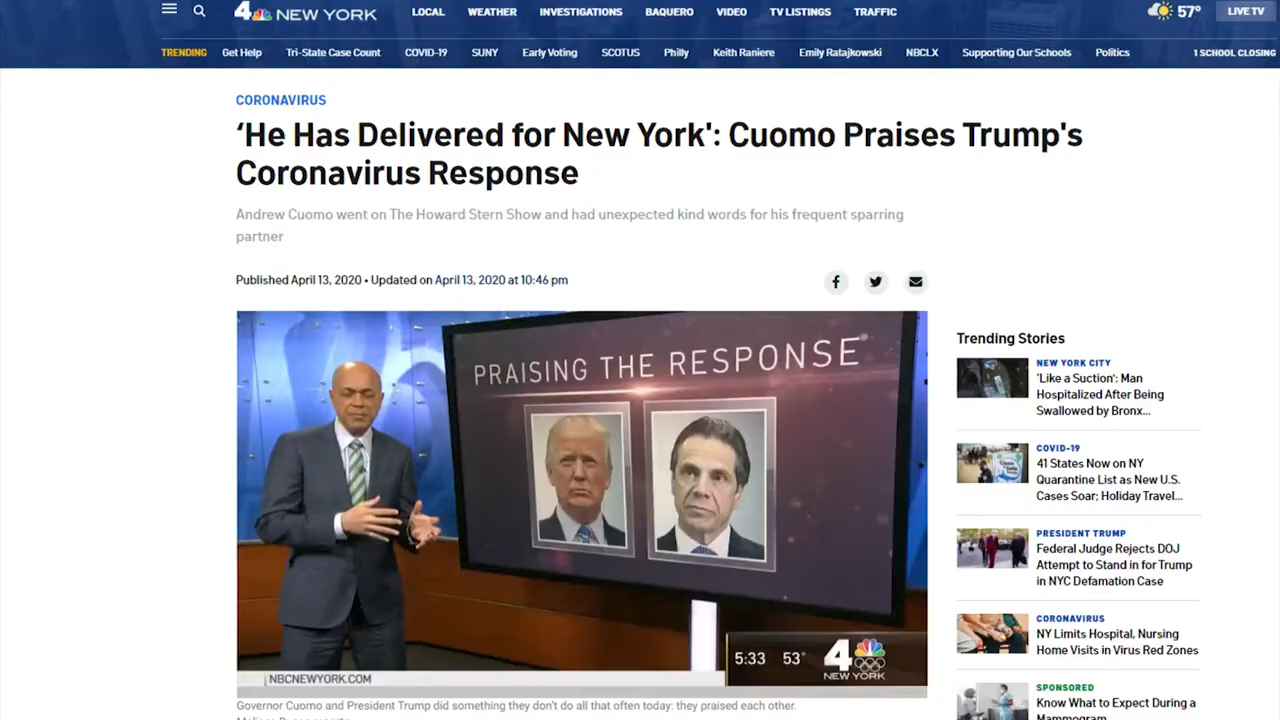 4 NEW YORK
LOCAL
WEATHER
INVESTIGATIONS
BAQUERO
VIDEO
TV LISTINGS
TRAFFIC
57°
LIVE TV
TRENDING
Get Help
Tri-State Case Count
COVID-19
SUNY
Early Voting
SCOTUS
Philly
Keith Raniere
Emily Ratajkowski
NBCLX
Supporting Our Schools
Politics
1 SCHOOL CLOSING
CORONAVIRUS
‘He Has Delivered for New York': Cuomo Praises Trump's
Coronavirus Response
Andrew Cuomo went on The Howard Stern Show and had unexpected kind words for his frequent sparring
partner
Published April 13, 2020 • Updated on April 13, 2020 at 10:46 pm
PRAISING THE RESPONSE
5:33 53°
4
NEW YORK
NBCNEWYORK.COM
Governor Cuomo and President Trump did something they don't do all that often today: they praised each other.
Trending Stories
NEW YORK CITY
‘Like a Suction’: Man
Hospitalized After Being
Swallowed by Bronx...
COVID-19
41 States Now on NY
Quarantine List as New U.S.
Cases Soar; Holiday Travel...
PRESIDENT TRUMP
Federal Judge Rejects DOJ
Attempt to Stand in for Trump
in NYC Defamation Case
CORONAVIRUS
NY Limits Hospital, Nursing
Home Visits in Virus Red Zones
SPONSORED
Know What to Expect During a
Mammogram